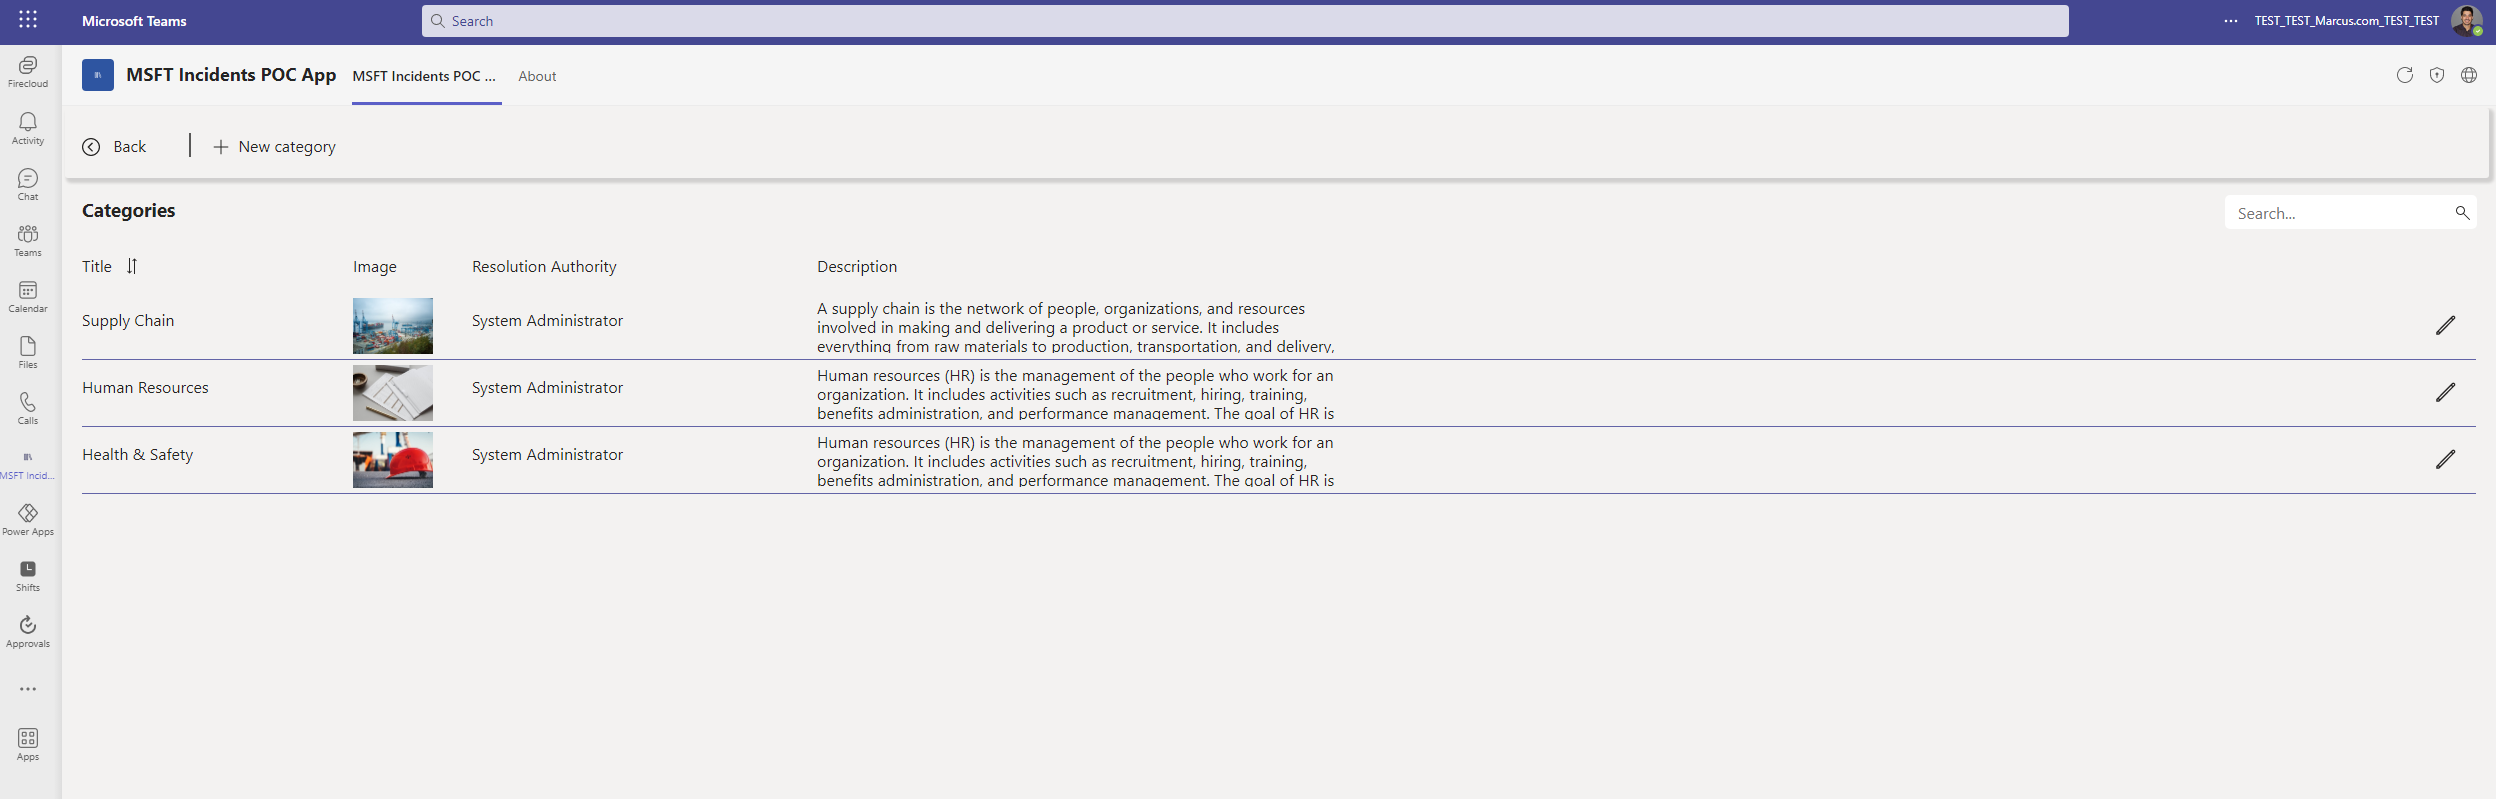 Microsoft Teams
Search
TEST_TEST_Marcus.com_TEST_TEST
Firecloud
Activity
Chat
Teams
Calendar
Files
Calls
MSFT Incid...
Power Apps
Shifts
Approvals
Apps
MSFT Incidents POC App
MSFT Incidents POC ...
About
Back
New category
Categories
Search...
Title
Image
Resolution Authority
Description
Supply Chain
System Administrator
A supply chain is the network of people, organizations, and resources
involved in making and delivering a product or service. It includes
everything from raw materials to production, transportation, and delivery,
Human Resources
System Administrator
Human resources (HR) is the management of the people who work for an
organization. It includes activities such as recruitment, hiring, training,
benefits administration, and performance management. The goal of HR is
Health & Safety
System Administrator
Human resources (HR) is the management of the people who work for an
organization. It includes activities such as recruitment, hiring, training,
benefits administration, and performance management. The goal of HR is